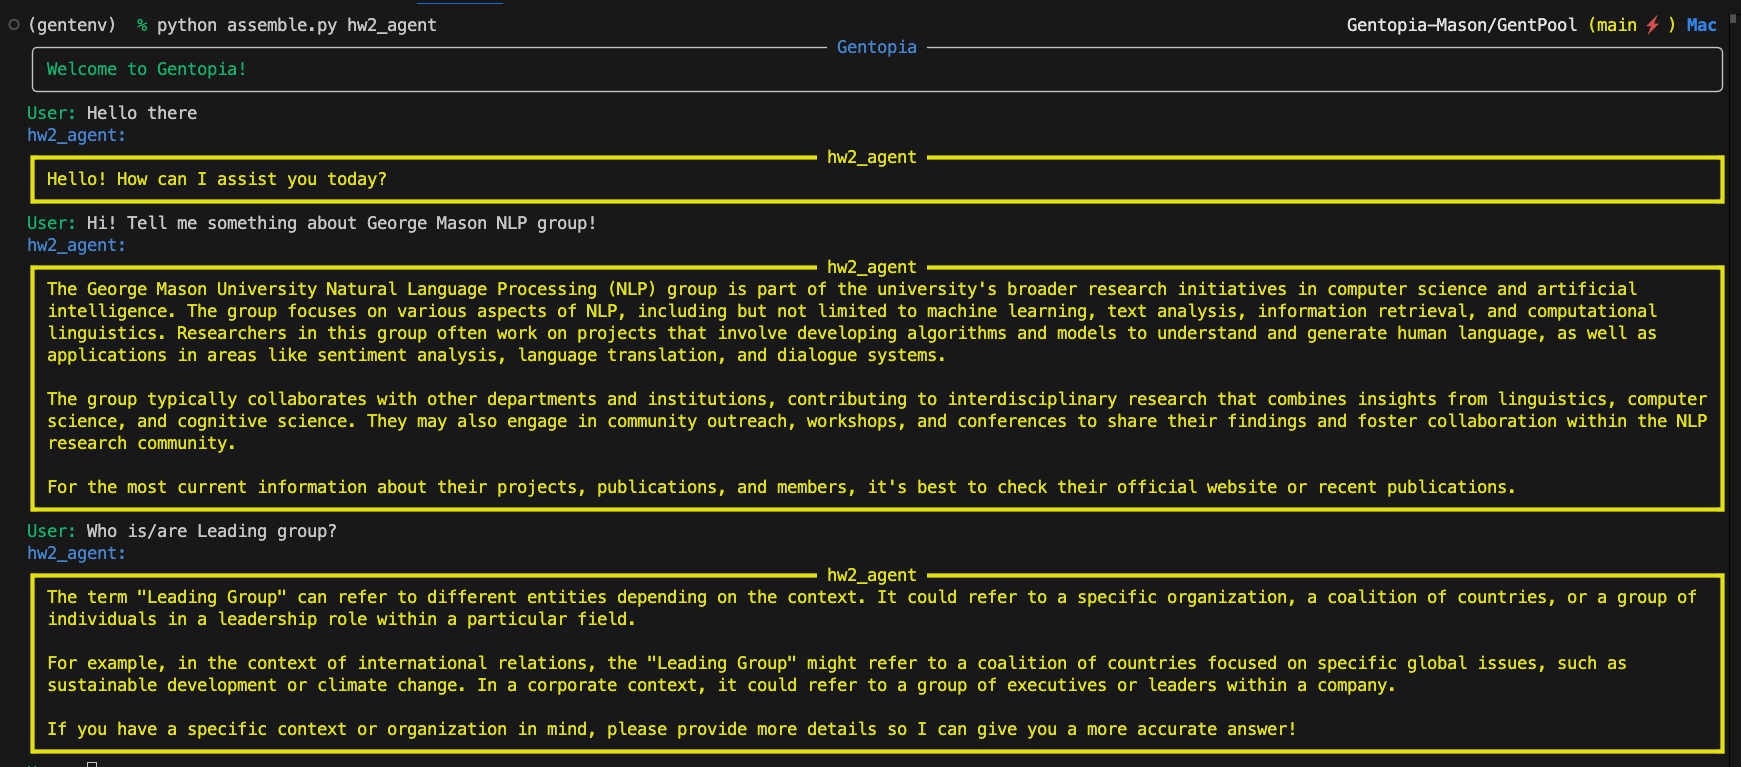 (gentenv) % python assemble.py hw2_agent Gentopia-Mason/GentPool (main ⚡ ) Mac
Gentopia
Welcome to Gentopia!
User: Hello there
hw2_agent:
hw2_agent
Hello! How can I assist you today?
User: Hi! Tell me something about George Mason NLP group!
hw2_agent:
hw2_agent
The George Mason University Natural Language Processing (NLP) group is part of the university's broader research initiatives in computer science and artificial
intelligence. The group focuses on various aspects of NLP, including but not limited to machine learning, text analysis, information retrieval, and computational
linguistics. Researchers in this group often work on projects that involve developing algorithms and models to understand and generate human language, as well as
applications in areas like sentiment analysis, language translation, and dialogue systems.
The group typically collaborates with other departments and institutions, contributing to interdisciplinary research that combines insights from linguistics, computer
science, and cognitive science. They may also engage in community outreach, workshops, and conferences to share their findings and foster collaboration within the NLP
research community.
For the most current information about their projects, publications, and members, it's best to check their official website or recent publications.
User: Who is/are Leading group?
hw2_agent:
hw2_agent
The term "Leading Group" can refer to different entities depending on the context. It could refer to a specific organization, a coalition of countries, or a group of
individuals in a leadership role within a particular field.
For example, in the context of international relations, the "Leading Group" might refer to a coalition of countries focused on specific global issues, such as
sustainable development or climate change. In a corporate context, it could refer to a group of executives or leaders within a company.
If you have a specific context or organization in mind, please provide more details so I can give you a more accurate answer!